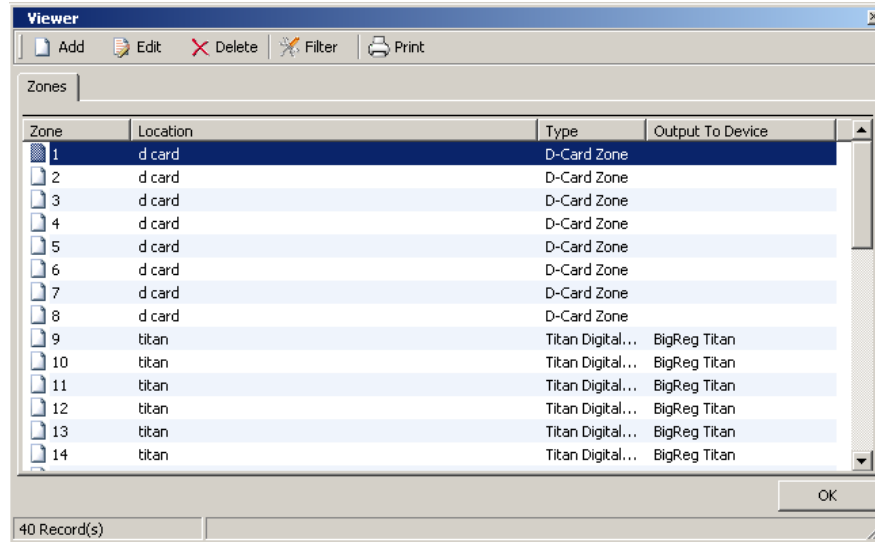 Viewer
Add Edit Delete Filter Print
Zones
Zone Location Type Output To Device
1 d card D-Card Zone
2 d card D-Card Zone
3 d card D-Card Zone
4 d card D-Card Zone
5 d card D-Card Zone
6 d card D-Card Zone
7 d card D-Card Zone
8 d card D-Card Zone
9 titan Titan Digital... BigReg Titan
10 titan Titan Digital... BigReg Titan
11 titan Titan Digital... BigReg Titan
12 titan Titan Digital... BigReg Titan
13 titan Titan Digital... BigReg Titan
14 titan Titan Digital... BigReg Titan
OK
40 Record(s)